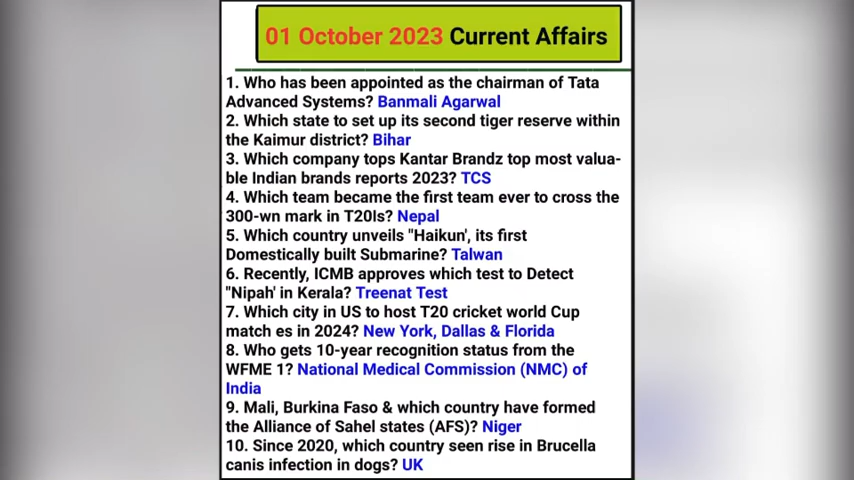 01 October 2023 Current Affairs
1. Who has been appointed as the chairman of Tata
Advanced Systems? Banmali Agarwal
2. Which state to set up its second tiger reserve within
the Kaimur district? Bihar
3. Which company tops Kantar Brandz top most valua-
ble Indian brands reports 2023? TCS
4. Which team became the first team ever to cross the
300-wn mark in T20Is? Nepal
5. Which country unveils "Haikun', its first
Domestically built Submarine? Talwan
6. Recently, ICMB approves which test to Detect
"Nipah' in Kerala? Treenat Test
7. Which city in US to host T20 cricket world Cup
match es in 2024? New York, Dallas & Florida
8. Who gets 10-year recognition status from the
WFME 1? National Medical Commission (NMC) of
India
9. Mali, Burkina Faso & which country have formed
the Alliance of Sahel states (AFS)? Niger
10. Since 2020, which country seen rise in Brucella
canis infection in dogs? UK